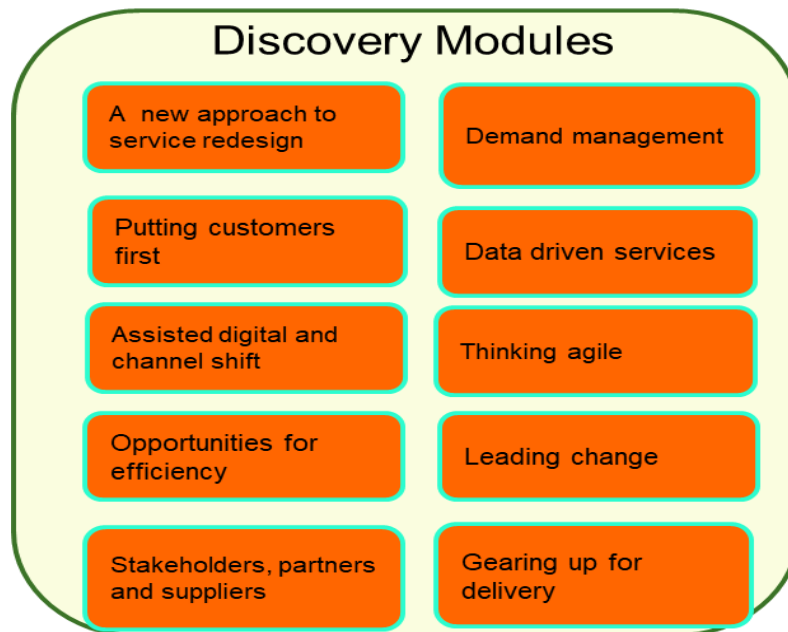 Discovery Modules
A new approach to
service redesign
Putting customers
first
Assisted digital and
channel shift
Opportunities for
efficiency
Stakeholders, partners
and suppliers
Demand management
Data driven services
Thinking agile
Leading change
Gearing up for
delivery